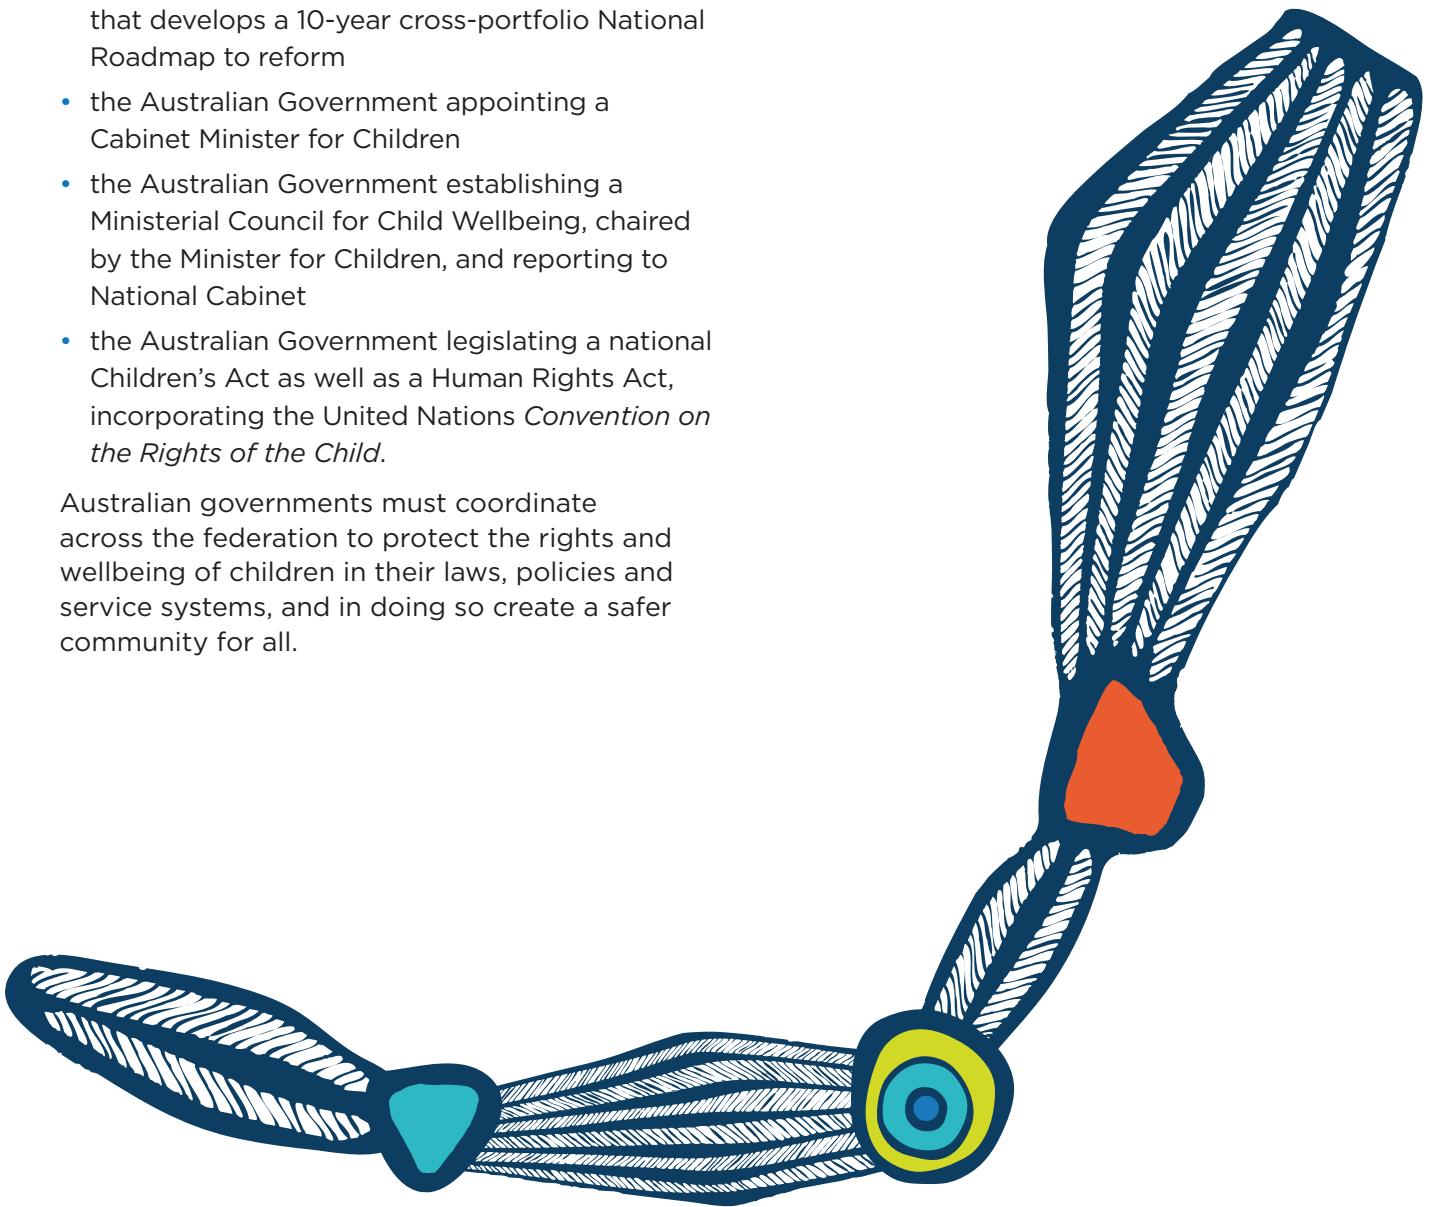 that develops a 10-year cross-portfolio National
Roadmap to reform
• the Australian Government appointing a
Cabinet Minister for Children
• the Australian Government establishing a
Ministerial Council for Child Wellbeing, chaired
by the Minister for Children, and reporting to
National Cabinet
• the Australian Government legislating a national
Children’s Act as well as a Human Rights Act,
incorporating the United Nations Convention on
the Rights of the Child.
Australian governments must coordinate
across the federation to protect the rights and
wellbeing of children in their laws, policies and
service systems, and in doing so create a safer
community for all.